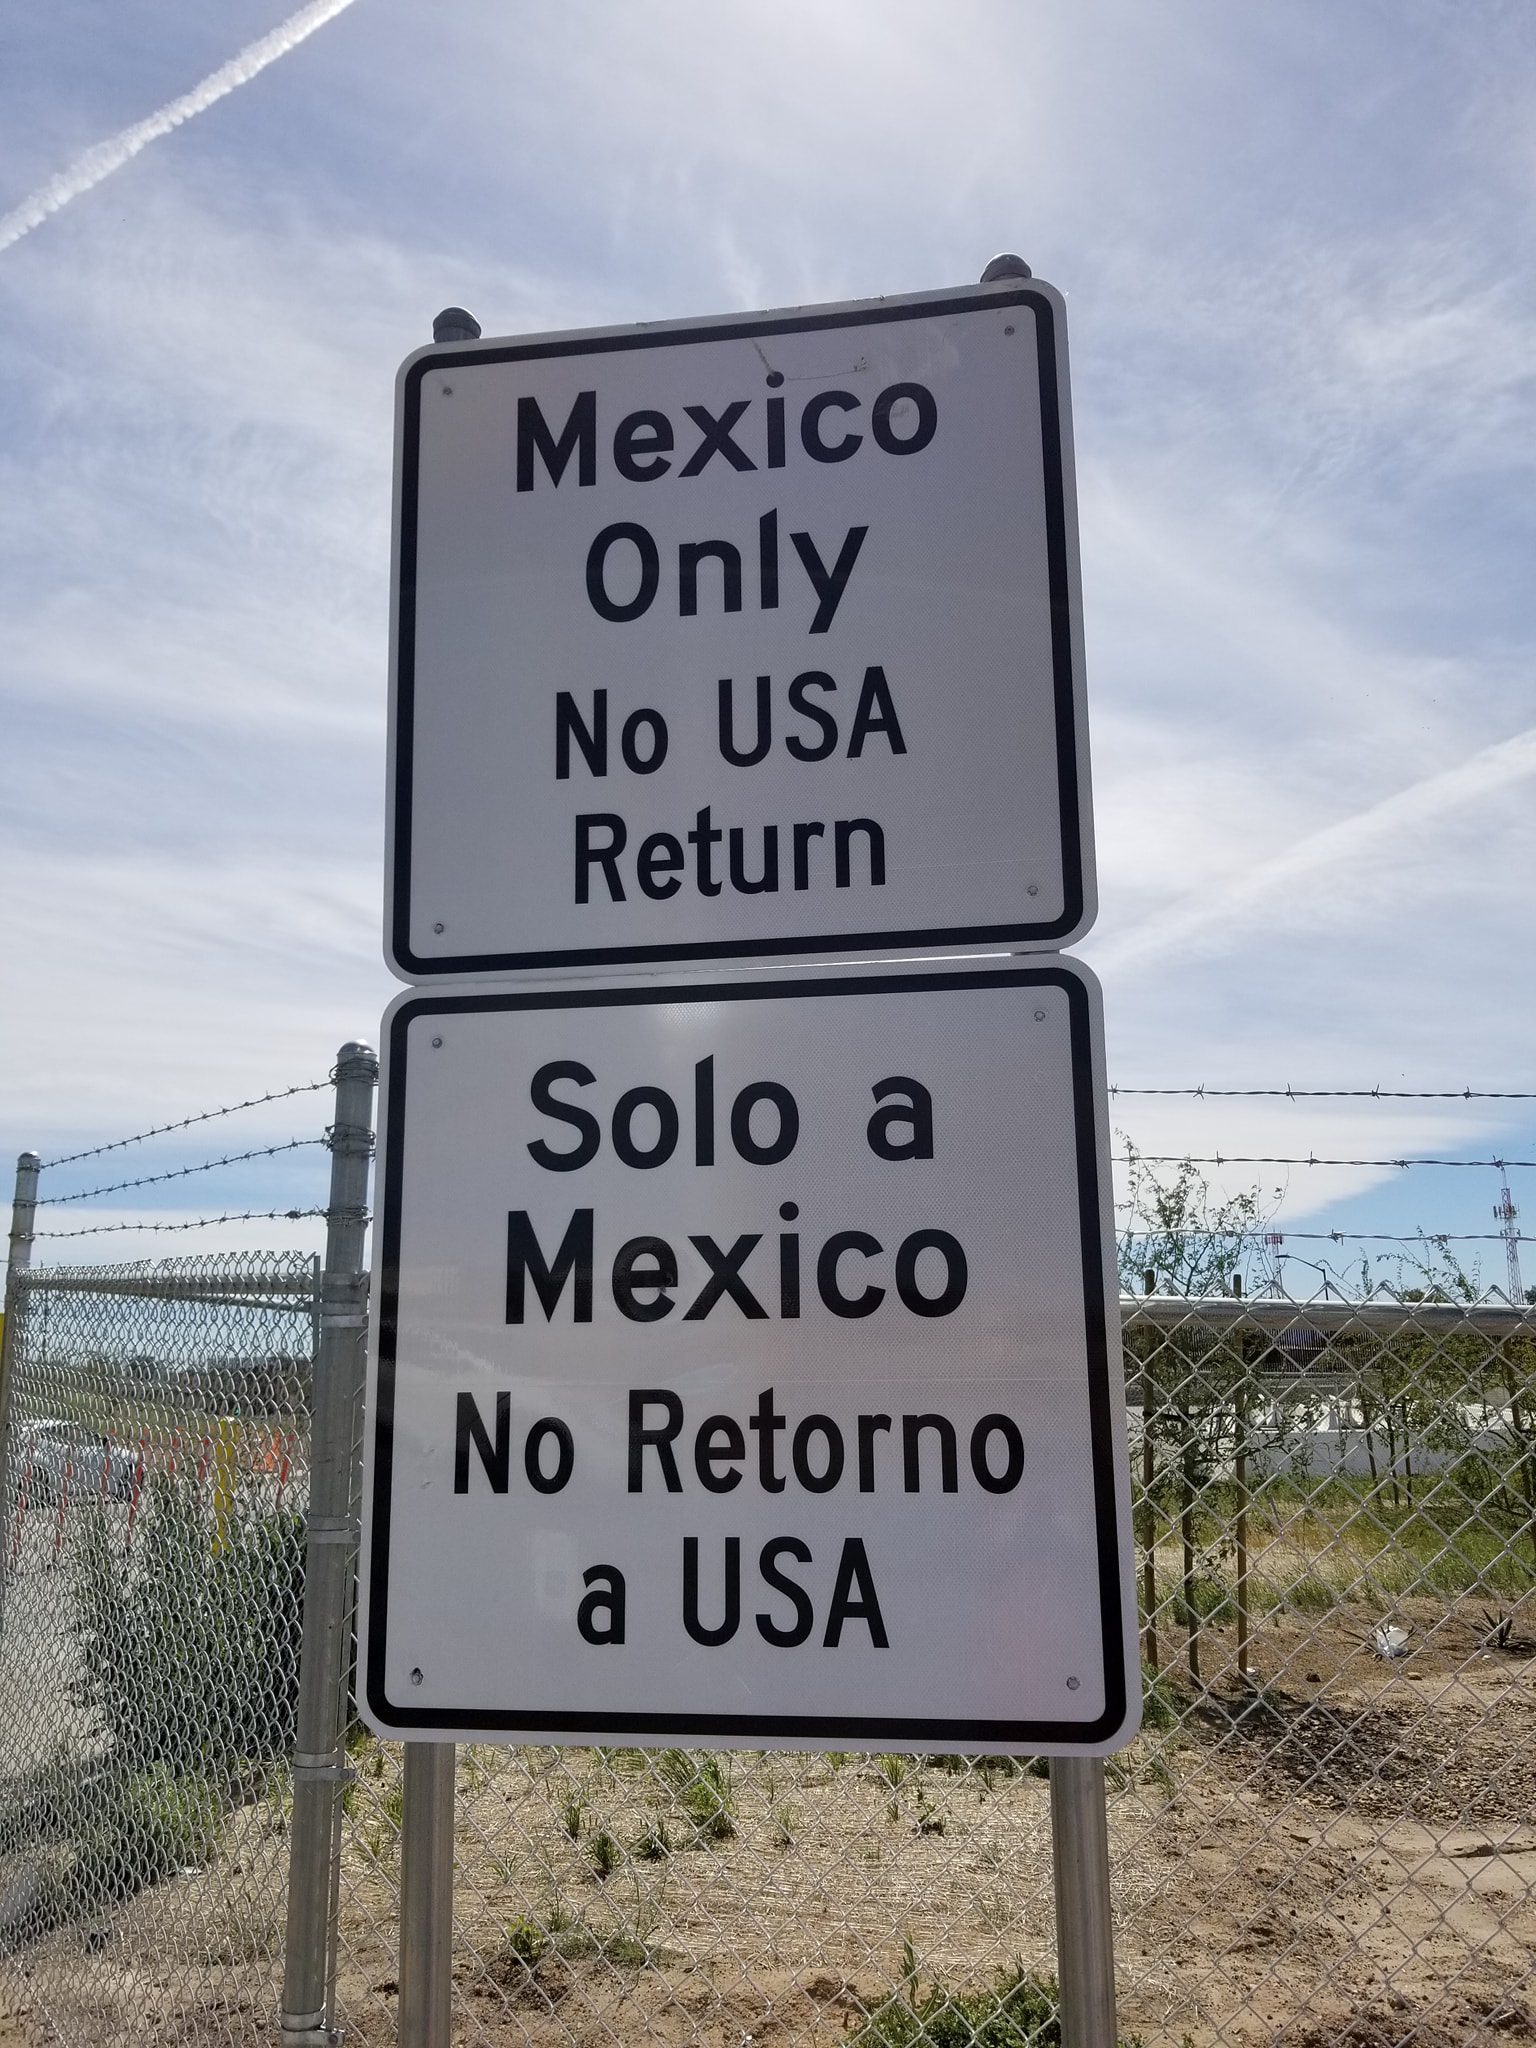 Mexico
Only
No USA
Return
Solo a
Mexico
No Retorno
a USA